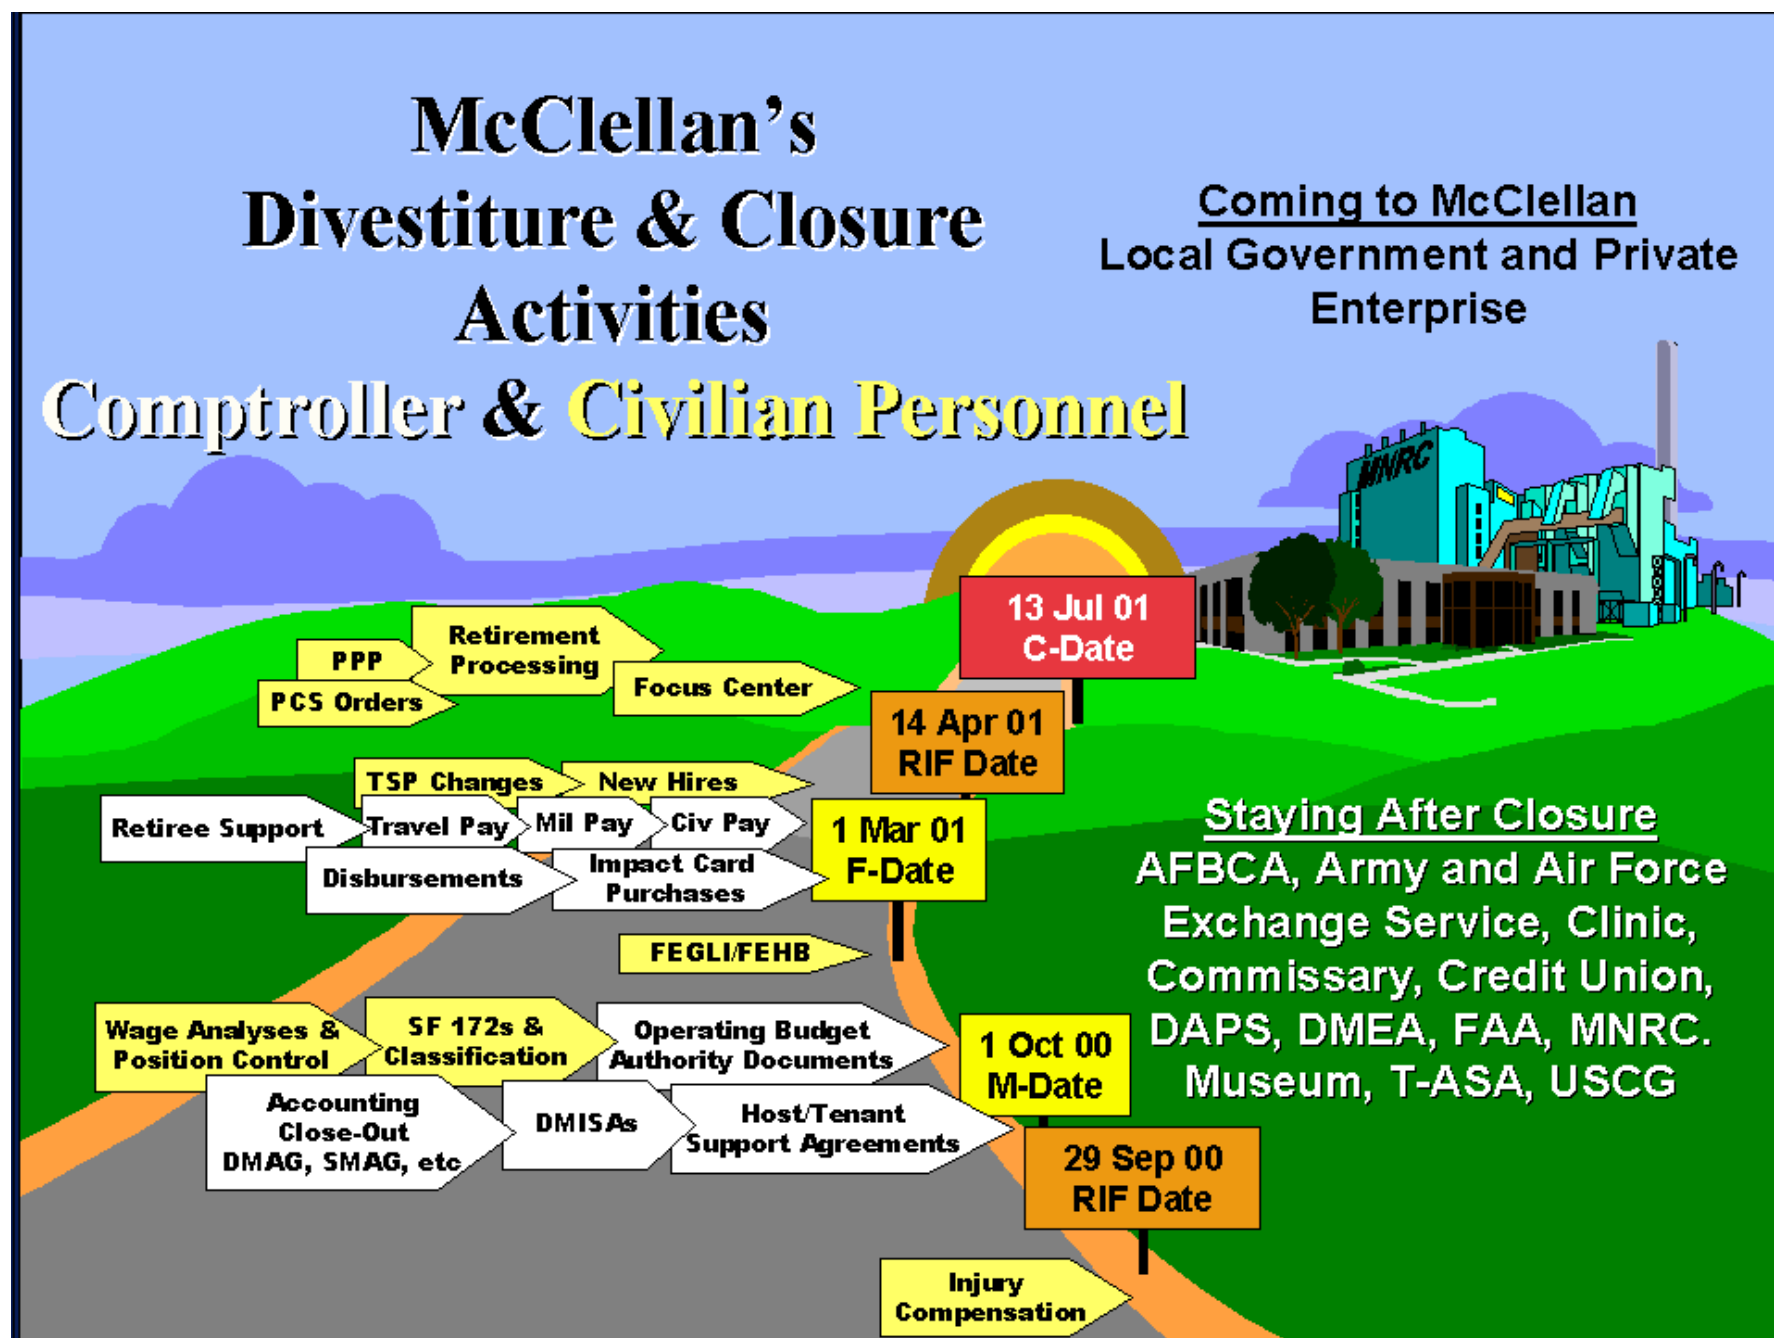 McClellan's
Divestiture & Closure
Activities
Comptroller & Civilian Personnel
Coming to McClellan
Local Government and Private
Enterprise
MNRC
13 Jul 01
C-Date
Retirement
Processing
PPP
PCS Orders
Focus Center
14 Apr 01
RIF Date
TSP Changes
New Hires
Retiree Support
Travel Pay
Mil Pay
Civ Pay
Disbursements
Impact Card
Purchases
1 Mar 01
F-Date
Staying After Closure
AFBCA, Army and Air Force
Exchange Service, Clinic,
Commissary, Credit Union,
DAPS, DMEA, FAA, MNRC.
Museum, T-ASA, USCG
FEGLI/FEHB
Wage Analyses &
Position Control
SF 172s &
Classification
Operating Budget
Authority Documents
1 Oct 00
M-Date
Accounting
Close-Out
DMAG, SMAG, etc
DMISAs
Host/Tenant
Support Agreements
29 Sep 00
RIF Date
Injury
Compensation